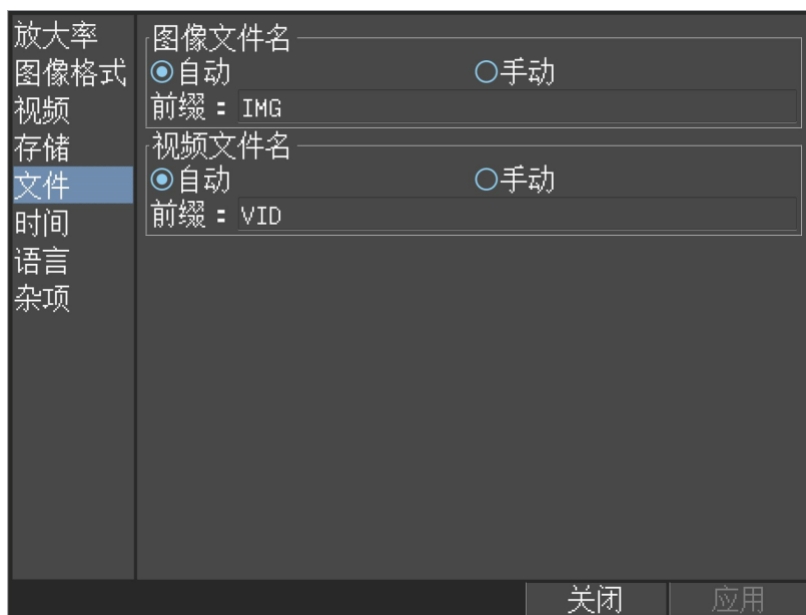 放大率
图像格式
视频
存储
文件
时间
语言
杂项
图像文件名
自动 手动
前缀: IMG
视频文件名
自动 手动
前缀: VID
关闭 应用